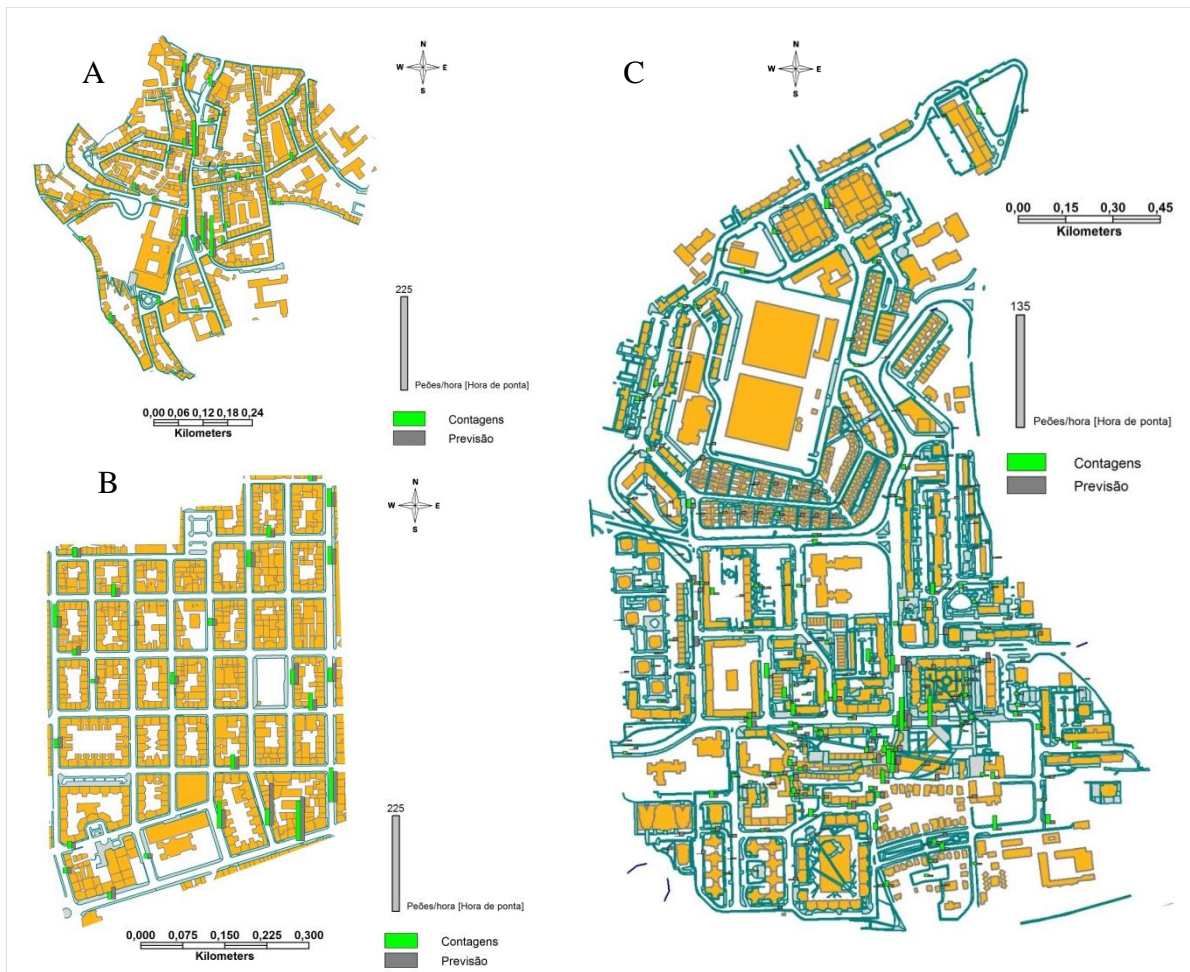 A
N
W E
S
225
Peões/hora [Hora de ponta]
0,00 0,06 0,12 0,18 0,24
Kilometers
Contagens
Previsão
B
N
W E
S
225
Peões/hora [Hora de ponta]
0,000 0,075 0,150 0,225 0,300
Kilometers
Contagens
Previsão
C
N
W E
S
0,00 0,15 0,30 0,45
Kilometers
135
Peões/hora [Hora de ponta]
Contagens
Previsão